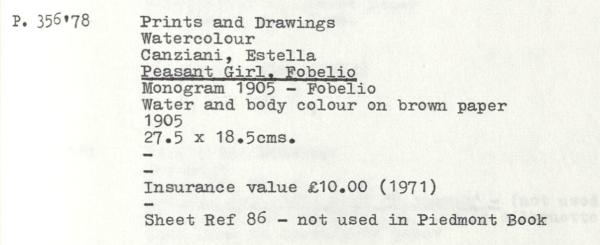 P. 356'78 Prints and Drawings
Watercolour
Canziani, Estella
Peasant Girl, Fobelio
Monogram 1905 - Fobelio
Water and body colour on brown paper
1905
27.5 x 18.5cms.
-
-
Insurance value £10.00 (1971)
-
Sheet Ref 86 - not used in Piedmont Book